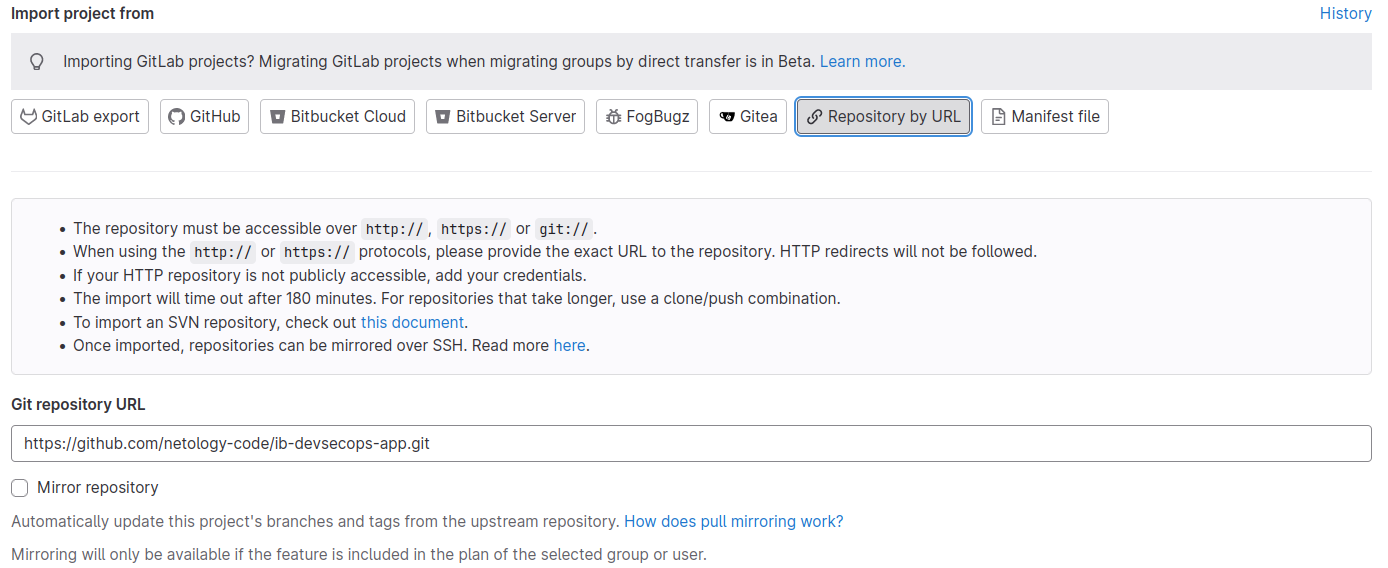 Import project from
History
Importing GitLab projects? Migrating GitLab projects when migrating groups by direct transfer is in Beta. Learn more.
GitLab export
GitHub
Bitbucket Cloud
Bitbucket Server
FogBugz
Gitea
Repository by URL
Manifest file
• The repository must be accessible over http://, https:// or git://.
• When using the http:// or https:// protocols, please provide the exact URL to the repository. HTTP redirects will not be followed.
• If your HTTP repository is not publicly accessible, add your credentials.
• The import will time out after 180 minutes. For repositories that take longer, use a clone/push combination.
• To import an SVN repository, check out this document.
• Once imported, repositories can be mirrored over SSH. Read more here.
Git repository URL
https://github.com/netology-code/ib-devsecops-app.git
Mirror repository
Automatically update this project's branches and tags from the upstream repository. How does pull mirroring work?
Mirroring will only be available if the feature is included in the plan of the selected group or user.